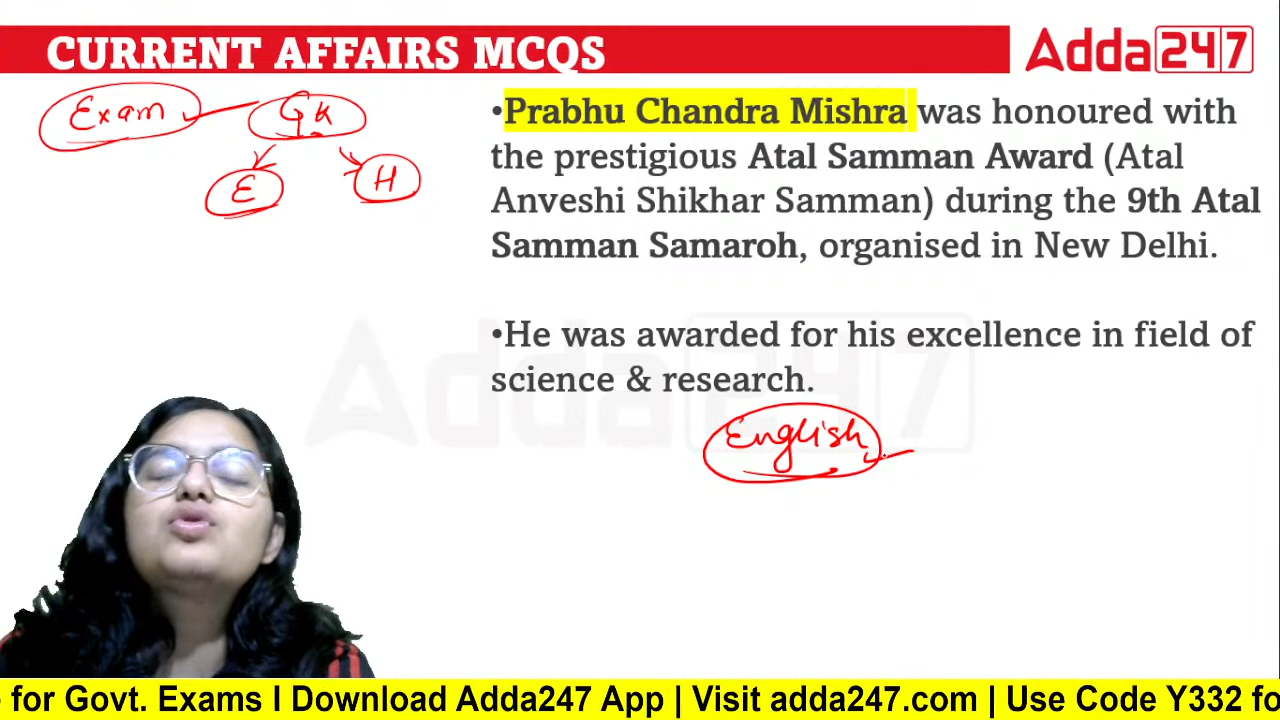 CURRENT AFFAIRS MCQS
Adda247
Exam
GK
E
H
•Prabhu Chandra Mishra was honoured with
the prestigious Atal Samman Award (Atal
Anveshi Shikhar Samman) during the 9th Atal
Samman Samaroh, organised in New Delhi.
•He was awarded for his excellence in field of
science & research.
Adda247
English
for Govt. Exams I Download Adda247 App | Visit adda247.com | Use Code Y332 fo